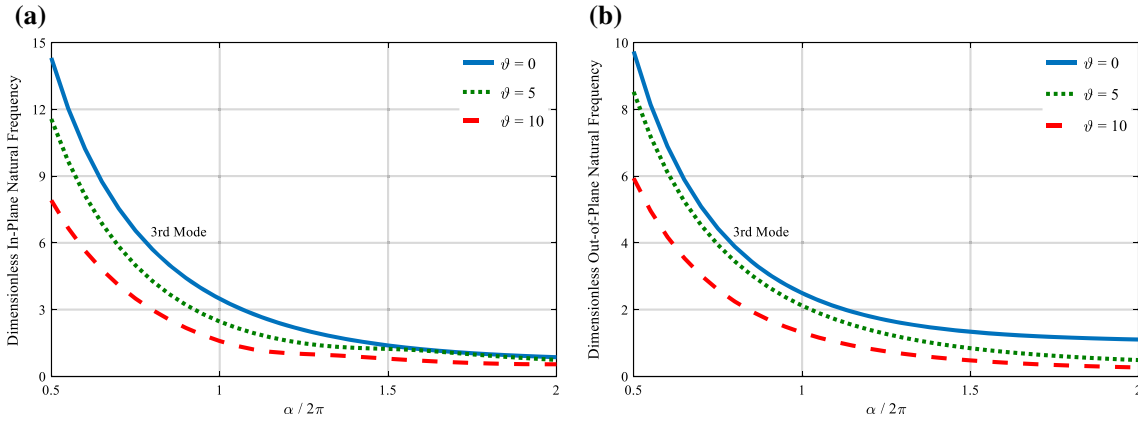 (a)
Dimensionless In-Plane Natural Frequency
15
12
9
6
3
0
ϑ = 0
ϑ = 5
ϑ = 10
3rd Mode
0.5
1
1.5
2
α / 2π
(b)
Dimensionless Out-of-Plane Natural Frequency
10
8
6
4
2
0
ϑ = 0
ϑ = 5
ϑ = 10
3rd Mode
0.5
1
1.5
2
α / 2π